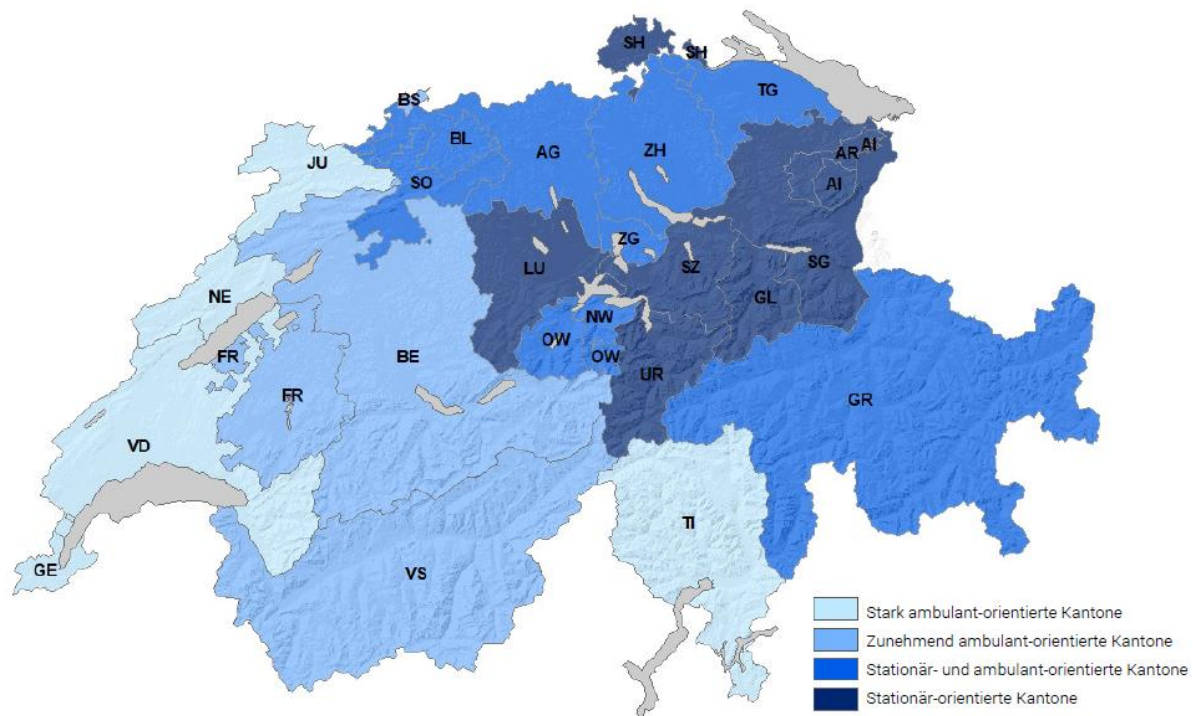 SH
SH
TG
BS
BL
AG
ZH
JU
SO
AR
AI
AI
ZG
LU
SZ
SG
NE
GL
NW
OW
OW
FR
BE
UR
FR
GR
VD
TI
GE
VS
Stark ambulant-orientierte Kantone
Zunehmend ambulant-orientierte Kantone
Stationär- und ambulant-orientierte Kantone
Stationär-orientierte Kantone